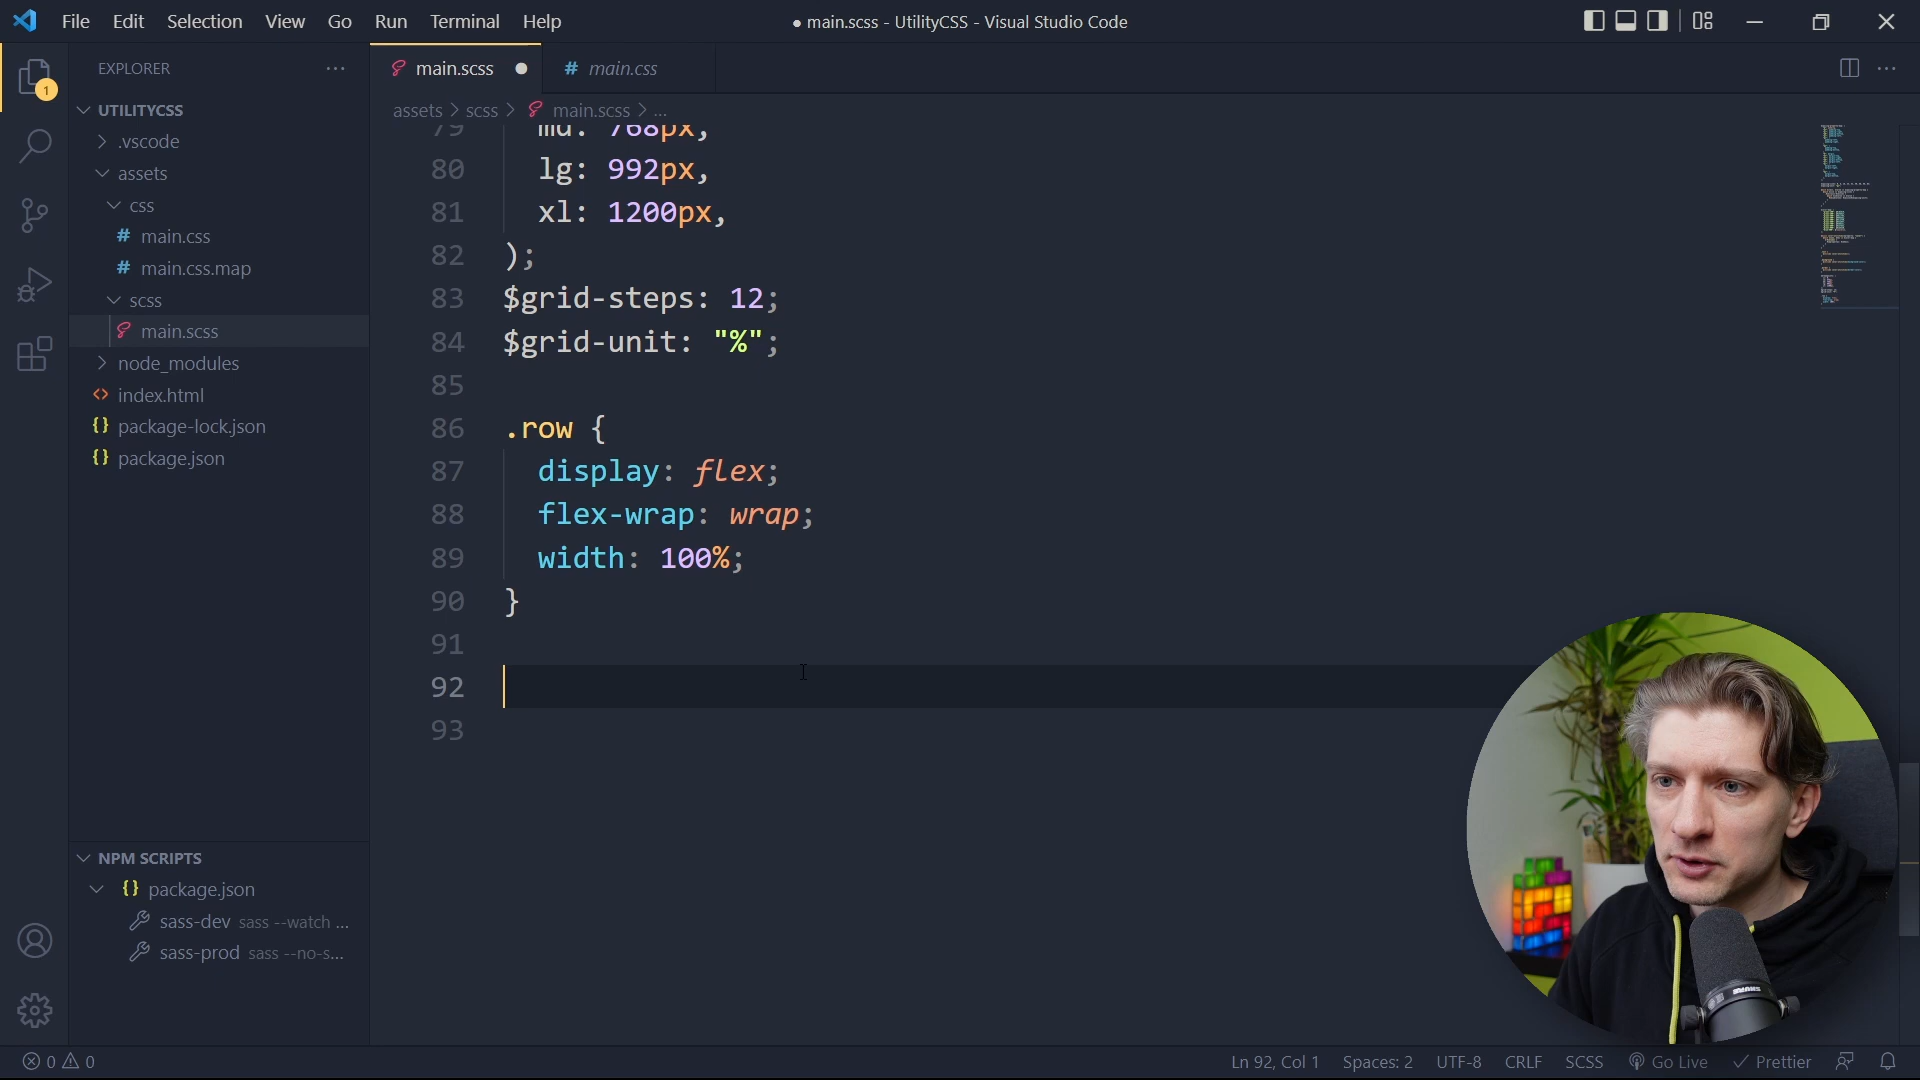 File Edit Selection View Go Run Terminal Help
● main.scss - UtilityCSS - Visual Studio Code
EXPLORER ···
main.scss ●
# main.css
···
1
UTILITYCSS
assets > scss > main.scss > ...
.vscode
assets
css
# main.css
# main.css.map
scss
main.scss
node_modules
<> index.html
{} package-lock.json
{} package.json
79 md: 768px,
80 lg: 992px,
81 xl: 1200px,
82 );
83 $grid-steps: 12;
84 $grid-unit: "%";
85
86 .row {
87 display: flex;
88 flex-wrap: wrap;
89 width: 100%;
90 }
91
92
93
NPM SCRIPTS
{} package.json
sass-dev sass --watch ...
sass-prod sass --no-s...
SHURE
0 0
Ln 92, Col 1 Spaces: 2 UTF-8 CRLF SCSS Go Live Prettier